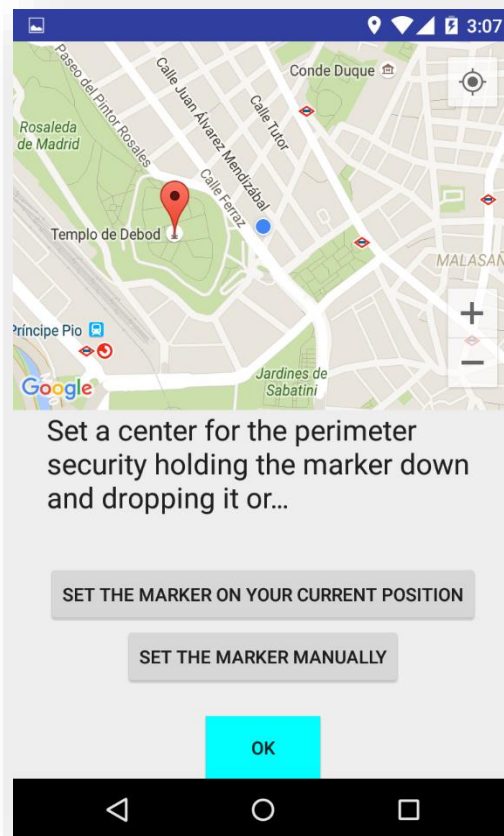 3:07
Paseo del Pintor Rosales
Calle Juan Álvarez Mendizábal
Calle Tutor
Conde Duque
Rosaleda
de Madrid
Calle Ferraz
Templo de Debod
MALASAÑ
Príncipe Pio
+
−
Jardines de
Sabatini
Google
Set a center for the perimeter
security holding the marker down
and dropping it or…
SET THE MARKER ON YOUR CURRENT POSITION
SET THE MARKER MANUALLY
OK